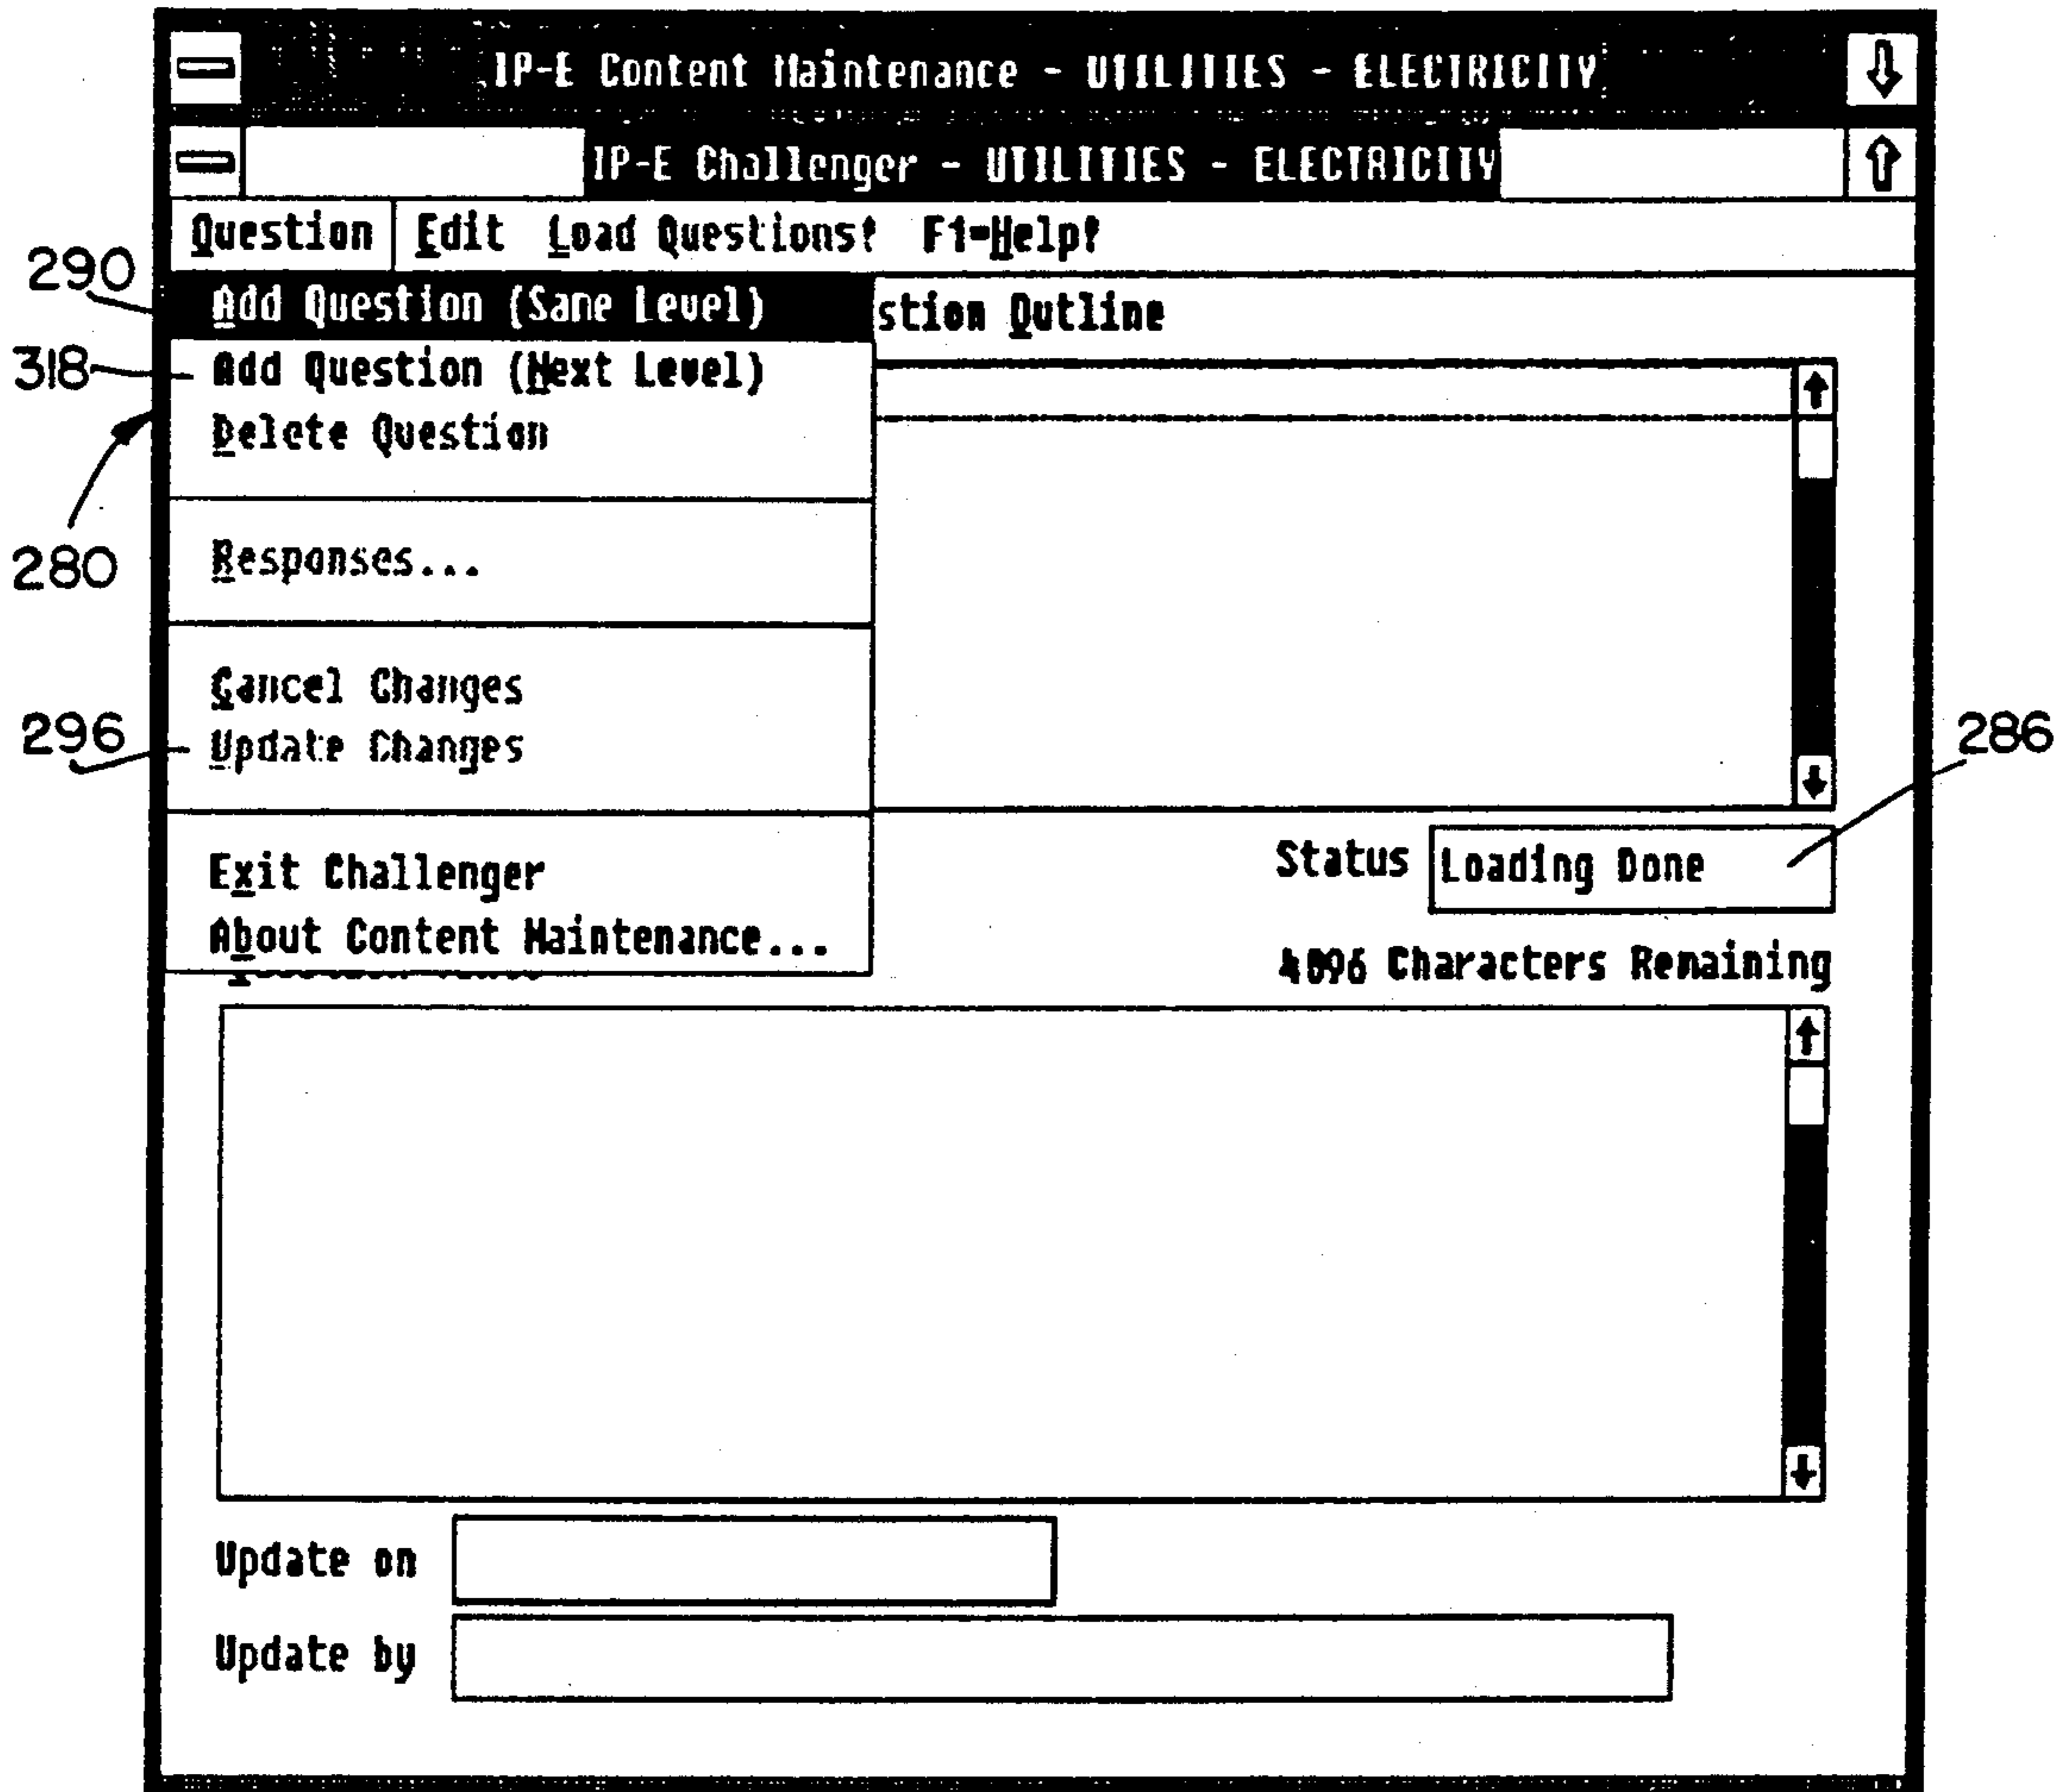 IP-E Content Maintenance - UTILITIES - ELECTRICITY
IP-E Challenger - UTILITIES - ELECTRICITY
Question Edit Load Questions! F1=Help!
290 Add Question (Same Level) stion Outline
318 Add Question (Next Level)
Delete Question
280 Responses...
Cancel Changes
296 Update Changes 286
Status Loading Done
Exit Challenger
About Content Maintenance...
4096 Characters Remaining
Update on
Update by